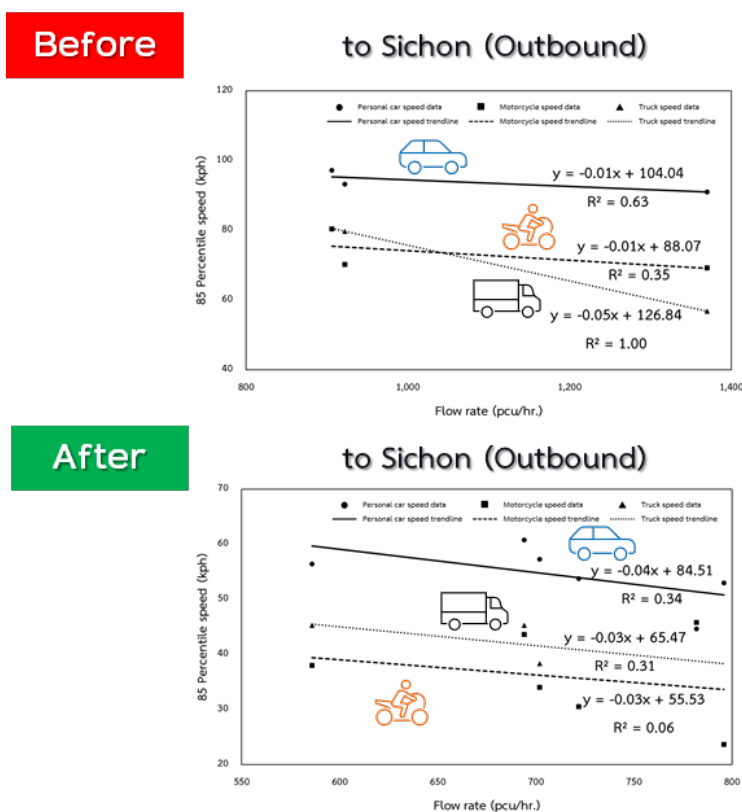 Before
to Sichon (Outbound)
120
Personal car speed data
Motorcycle speed data
Truck speed data
Personal car speed trendline
Motorcycle speed trendline
Truck speed trendline
100
y = -0.01x + 104.04
R² = 0.63
80
y = -0.01x + 88.07
R² = 0.35
60
y = -0.05x + 126.84
R² = 1.00
40
85 Percentile speed (kph)
800
1,000
1,200
1,400
Flow rate (pcu/hr.)
After
to Sichon (Outbound)
70
Personal car speed data
Motorcycle speed data
Truck speed data
Personal car speed trendline
Motorcycle speed trendline
Truck speed trendline
60
y = -0.04x + 84.51
50
R² = 0.34
40
y = -0.03x + 65.47
R² = 0.31
30
y = -0.03x + 55.53
R² = 0.06
20
85 Percentile speed (kph)
550
600
650
700
750
800
Flow rate (pcu/hr.)